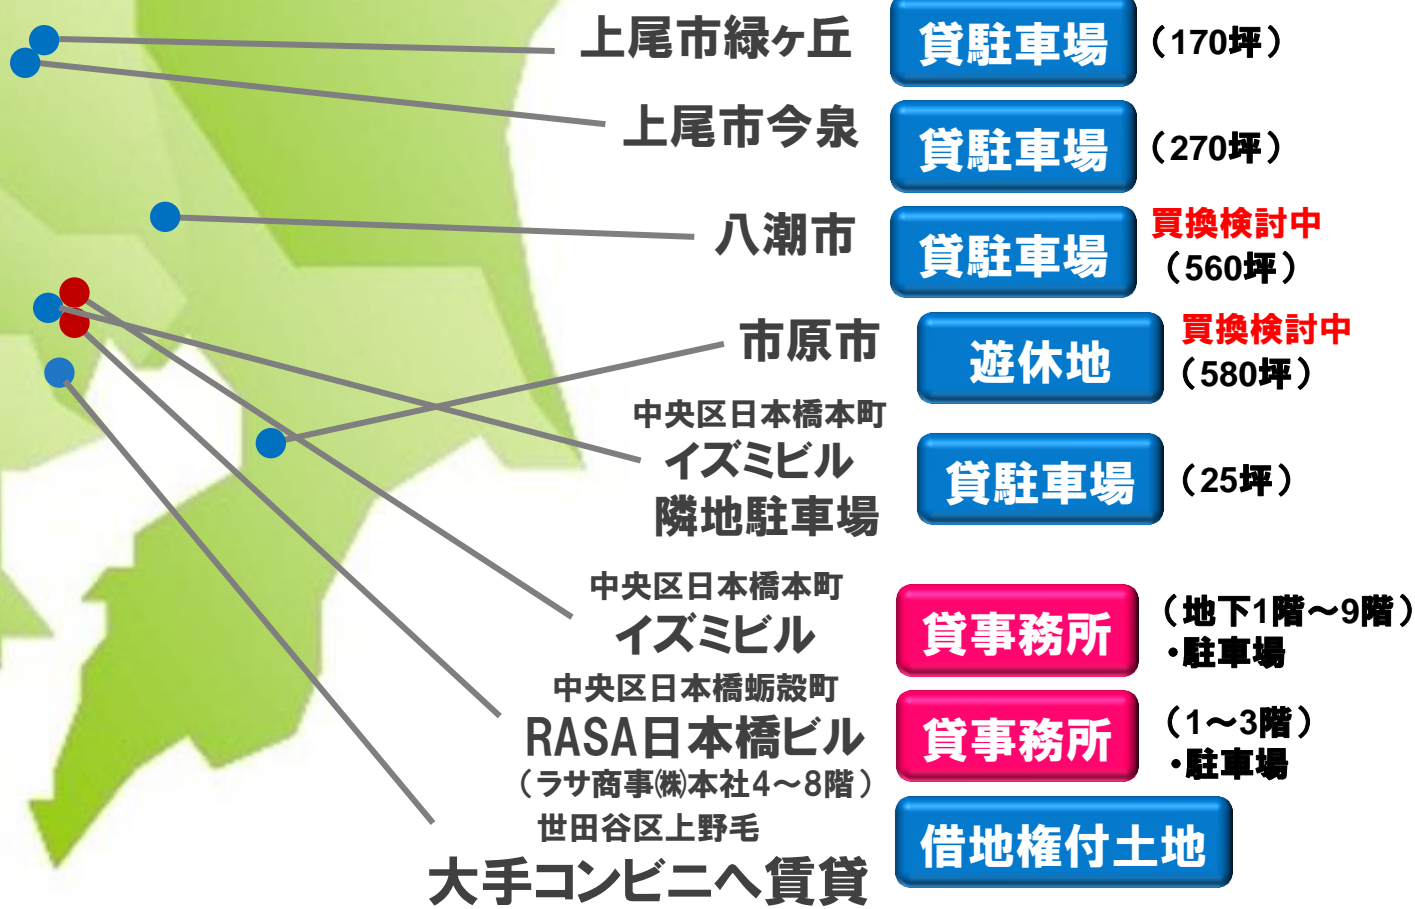 上尾市緑ヶ丘 貸駐車場 （170坪）
上尾市今泉 貸駐車場 （270坪）
八潮市 貸駐車場 買換検討中
（560坪）
市原市 遊休地 買換検討中
（580坪）
中央区日本橋本町
イズミビル
隣地駐車場 貸駐車場 （25坪）
中央区日本橋本町
イズミビル 貸事務所 （地下1階～9階）
・駐車場
中央区日本橋蛎殻町
RASA日本橋ビル 貸事務所 （1～3階）
・駐車場
（ラサ商事㈱本社4～8階）
世田谷区上野毛
大手コンビニへ賃貸 借地権付土地